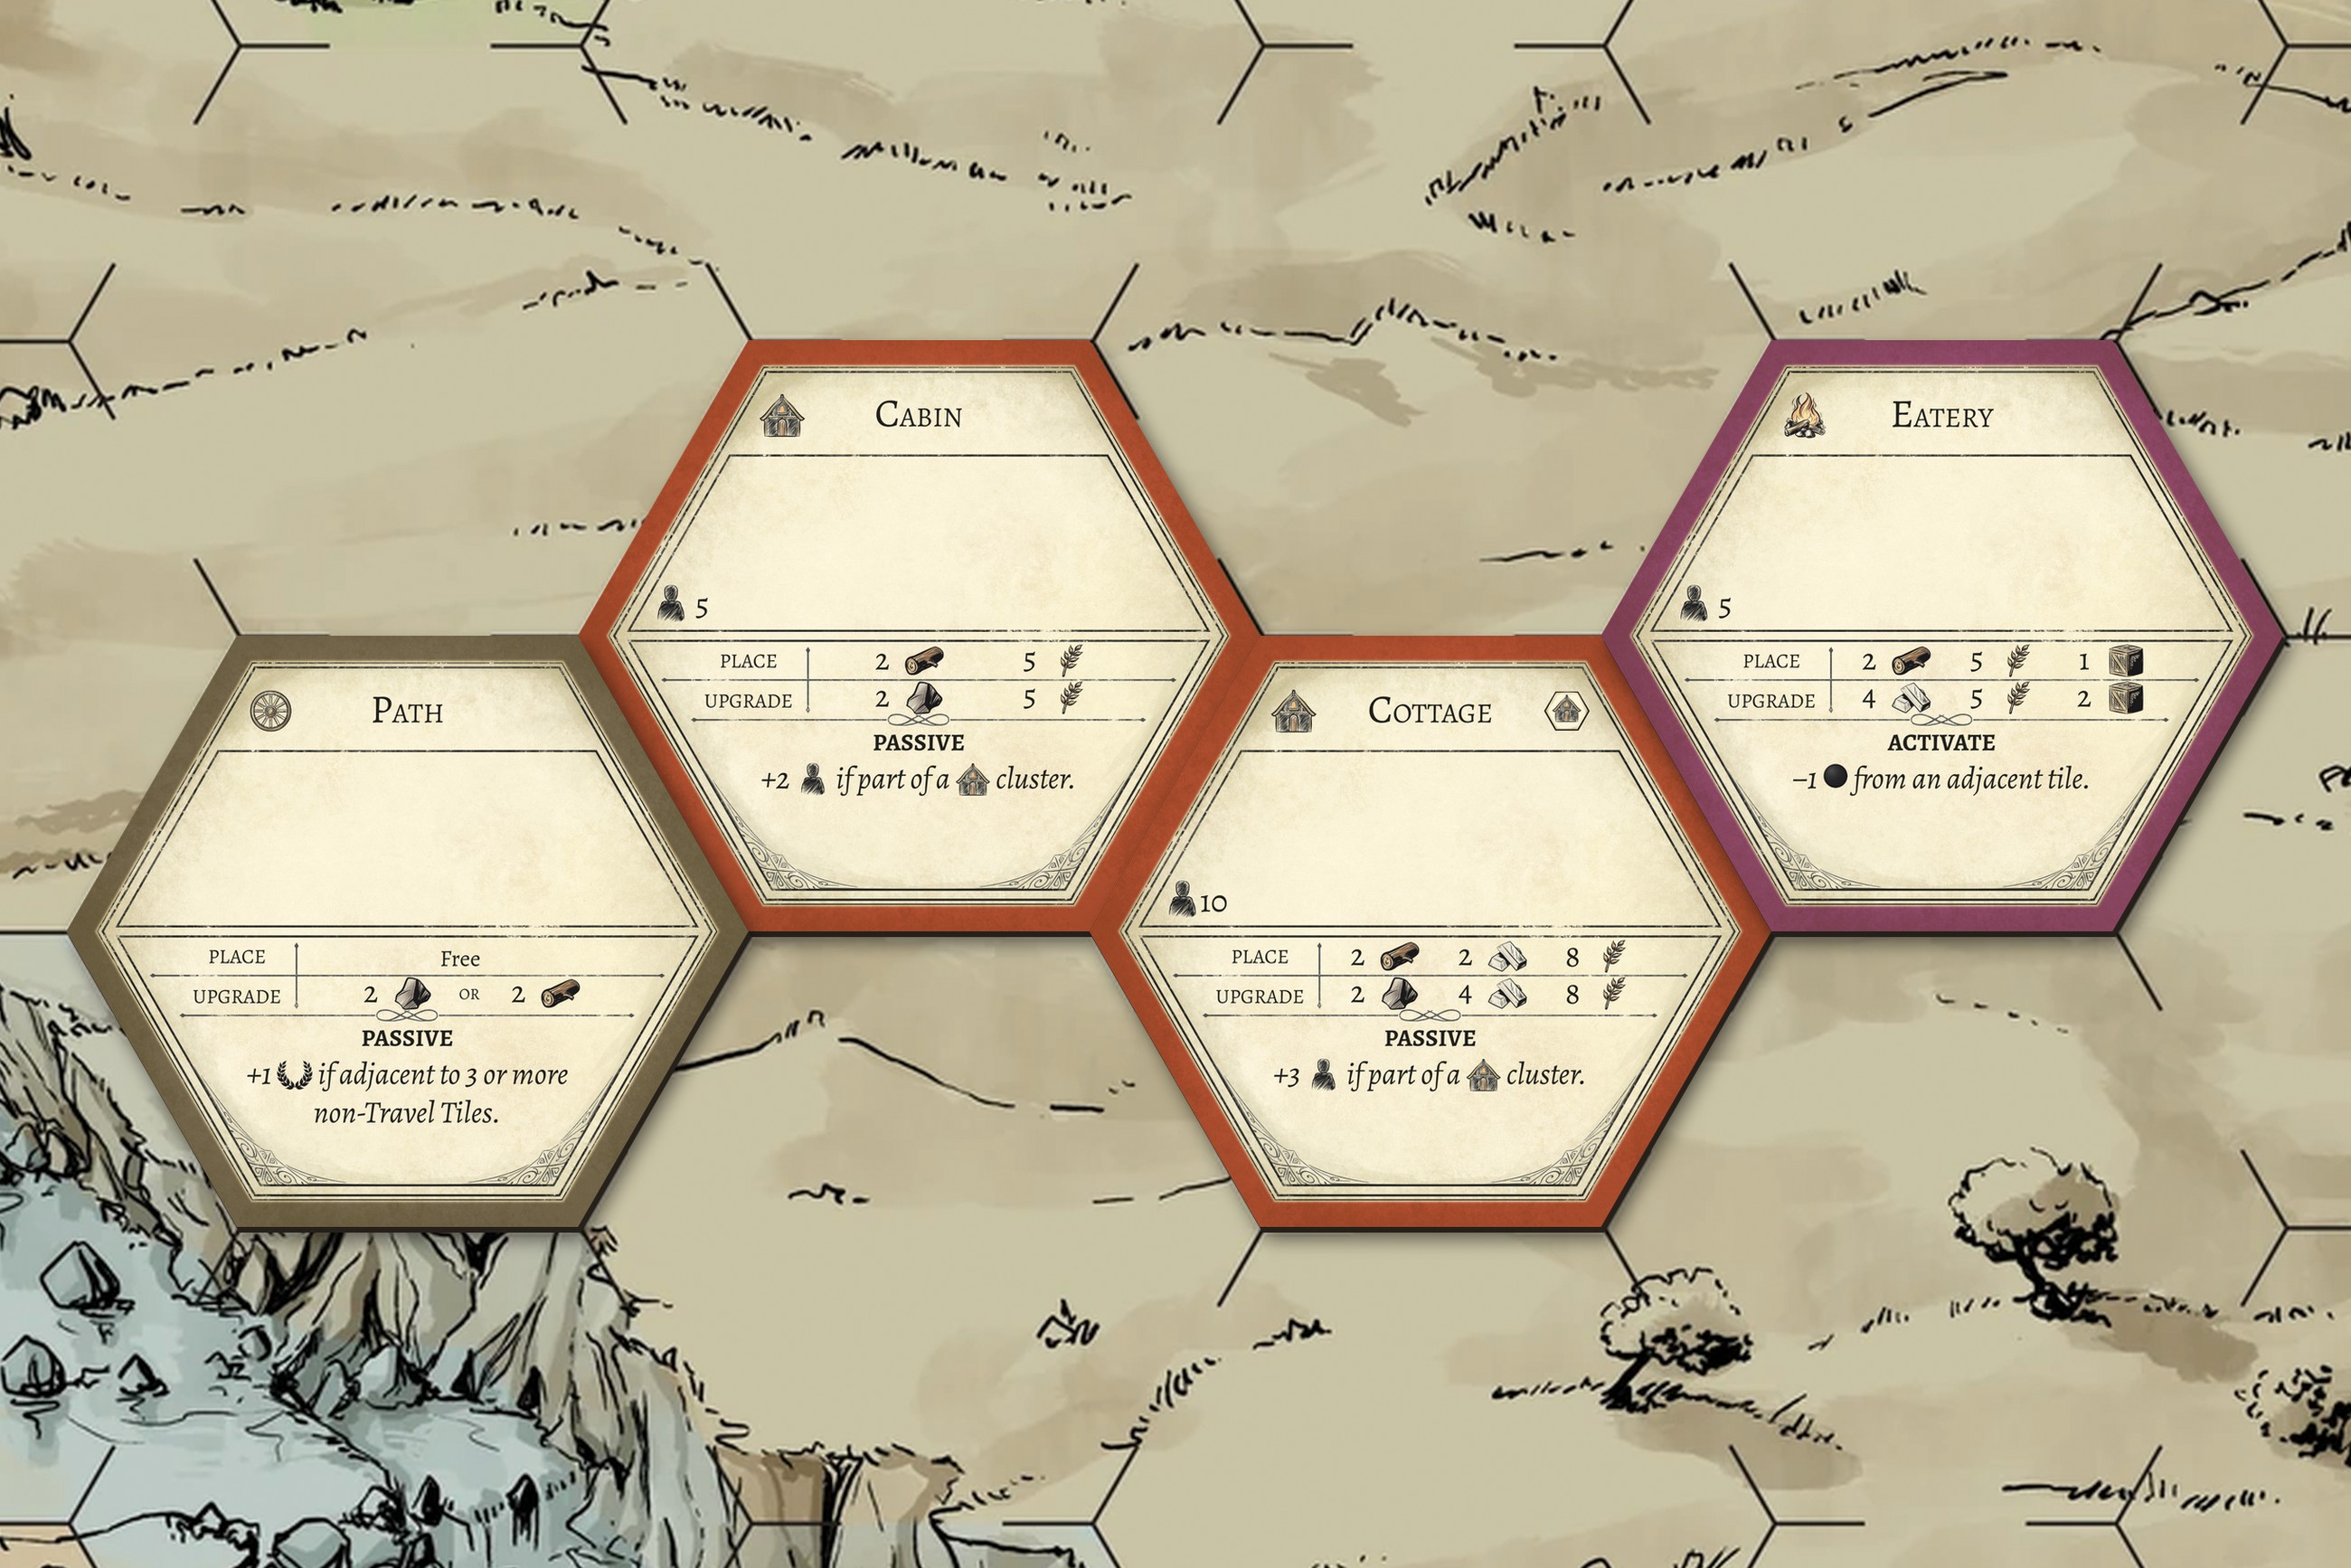 CABIN
5
PLACE 2 5
UPGRADE 2 5
PASSIVE
+2 if part of a cluster.
EATERY
5
PLACE 2 5 1
UPGRADE 4 5 2
ACTIVATE
–1 from an adjacent tile.
PATH
PLACE Free
UPGRADE 2 OR 2
PASSIVE
+1 if adjacent to 3 or more
non-Travel Tiles.
COTTAGE
10
PLACE 2 2 8
UPGRADE 2 4 8
PASSIVE
+3 if part of a cluster.